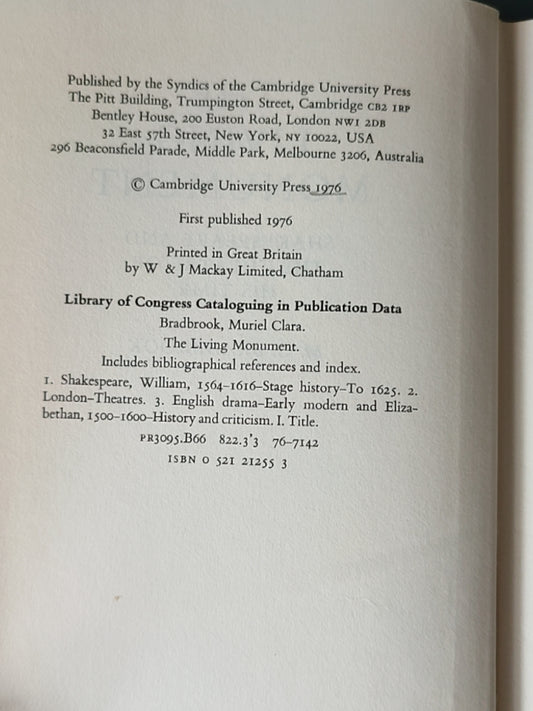 Published by the Syndics of the Cambridge University Press
The Pitt Building, Trumpington Street, Cambridge CB2 1RP
Bentley House, 200 Euston Road, London NW1 2DB
32 East 57th Street, New York, NY 10022, USA
296 Beaconsfield Parade, Middle Park, Melbourne 3206, Australia
© Cambridge University Press 1976
First published 1976
Printed in Great Britain
by W & J Mackay Limited, Chatham
Library of Congress Cataloguing in Publication Data
Bradbrook, Muriel Clara.
The Living Monument.
Includes bibliographical references and index.
1. Shakespeare, William, 1564–1616–Stage history–To 1625. 2.
London–Theatres. 3. English drama–Early modern and Eliza-
bethan, 1500–1600–History and criticism. I. Title.
PR3095.B66 822.3'3 76–7142
ISBN 0 521 21255 3